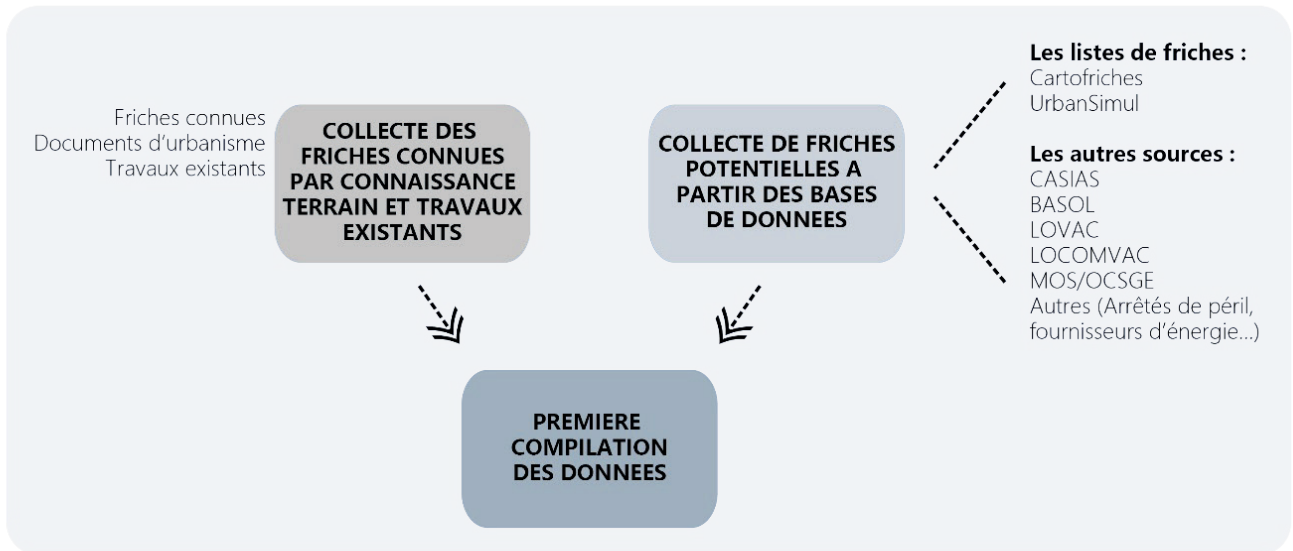 Friches connues
Documents d'urbanisme
Travaux existants
COLLECTE DES
FRICHES CONNUES
PAR CONNAISSANCE
TERRAIN ET TRAVAUX
EXISTANTS
COLLECTE DE FRICHES
POTENTIELLES A
PARTIR DES BASES
DE DONNEES
Les listes de friches :
Cartofriches
UrbanSimul
Les autres sources :
CASIAS
BASOL
LOVAC
LOCOMVAC
MOS/OCSGE
Autres (Arrêtés de péril,
fournisseurs d'énergie...)
PREMIERE
COMPILATION
DES DONNEES